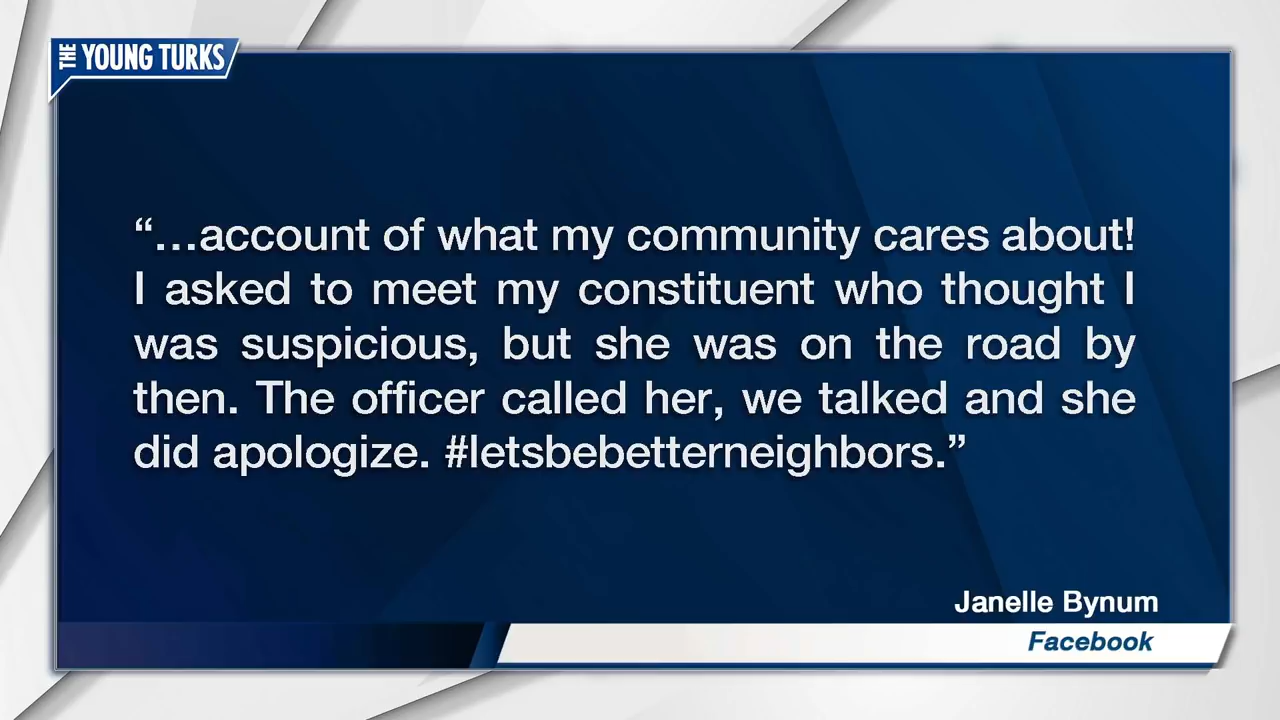 THE YOUNG TURKS
“…account of what my community cares about!
I asked to meet my constituent who thought I
was suspicious, but she was on the road by
then. The officer called her, we talked and she
did apologize. #letsbebetterneighbors.”
Janelle Bynum
Facebook